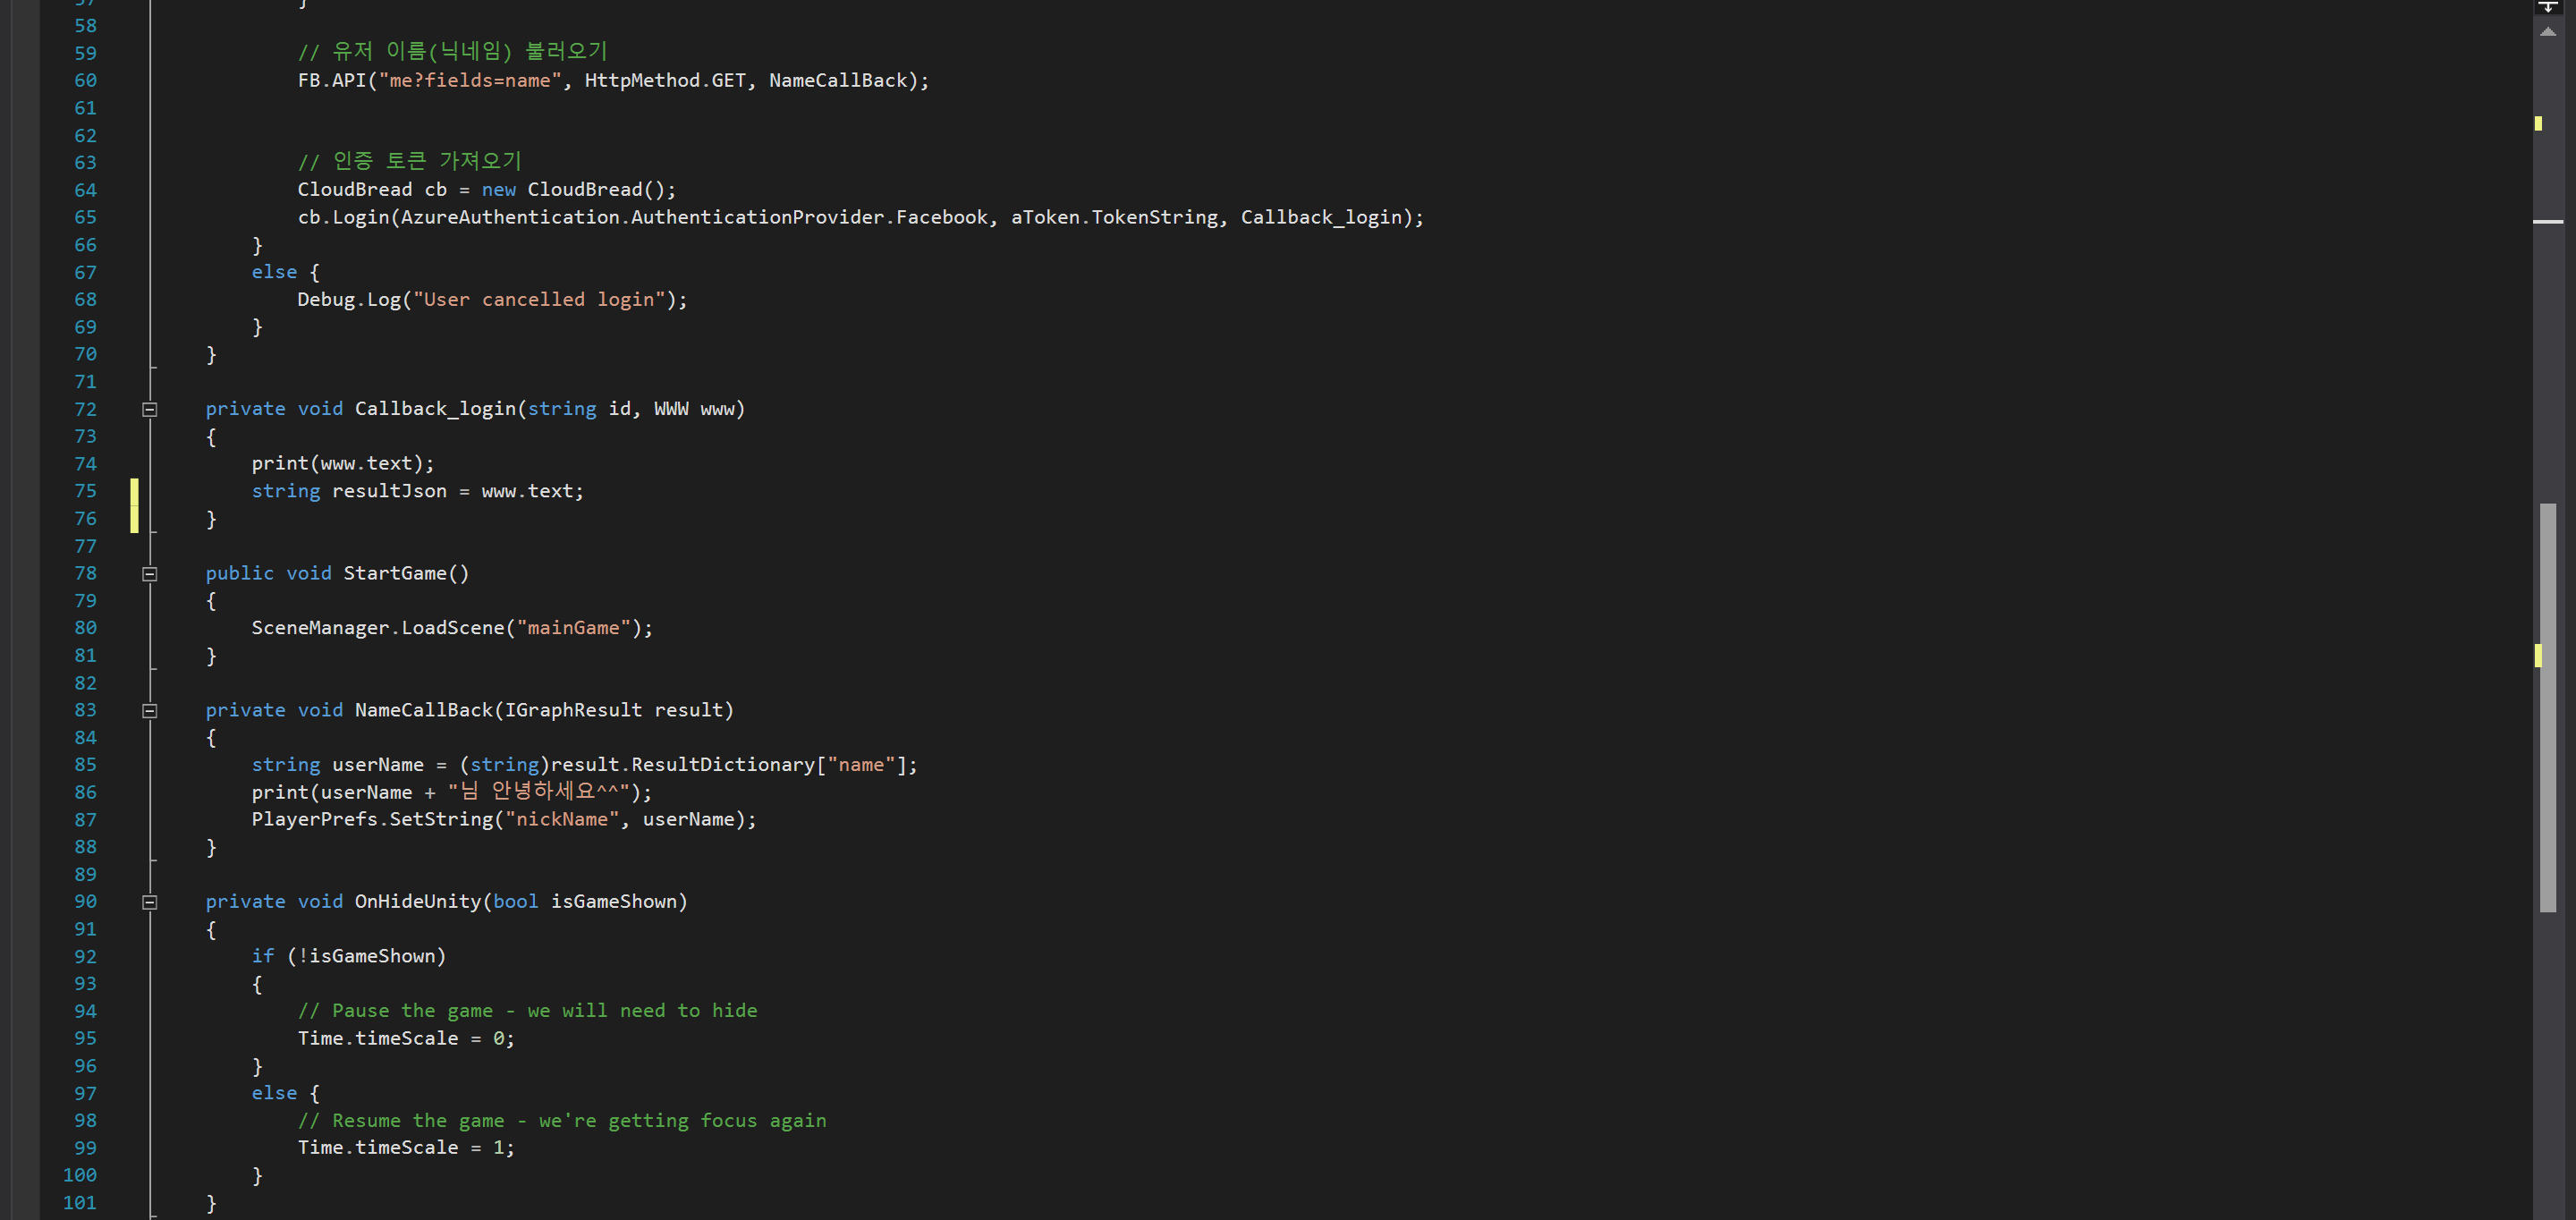 57 }
58
59 // 유저 이름(닉네임) 불러오기
60 FB.API("me?fields=name", HttpMethod.GET, NameCallBack);
61
62
63 // 인증 토큰 가져오기
64 CloudBread cb = new CloudBread();
65 cb.Login(AzureAuthentication.AuthenticationProvider.Facebook, aToken.TokenString, Callback_login);
66 }
67 else {
68 Debug.Log("User cancelled login");
69 }
70 }
71
72 private void Callback_login(string id, WWW www)
73 {
74 print(www.text);
75 string resultJson = www.text;
76 }
77
78 public void StartGame()
79 {
80 SceneManager.LoadScene("mainGame");
81 }
82
83 private void NameCallBack(IGraphResult result)
84 {
85 string userName = (string)result.ResultDictionary["name"];
86 print(userName + "님 안녕하세요^^");
87 PlayerPrefs.SetString("nickName", userName);
88 }
89
90 private void OnHideUnity(bool isGameShown)
91 {
92 if (!isGameShown)
93 {
94 // Pause the game - we will need to hide
95 Time.timeScale = 0;
96 }
97 else {
98 // Resume the game - we're getting focus again
99 Time.timeScale = 1;
100 }
101 }